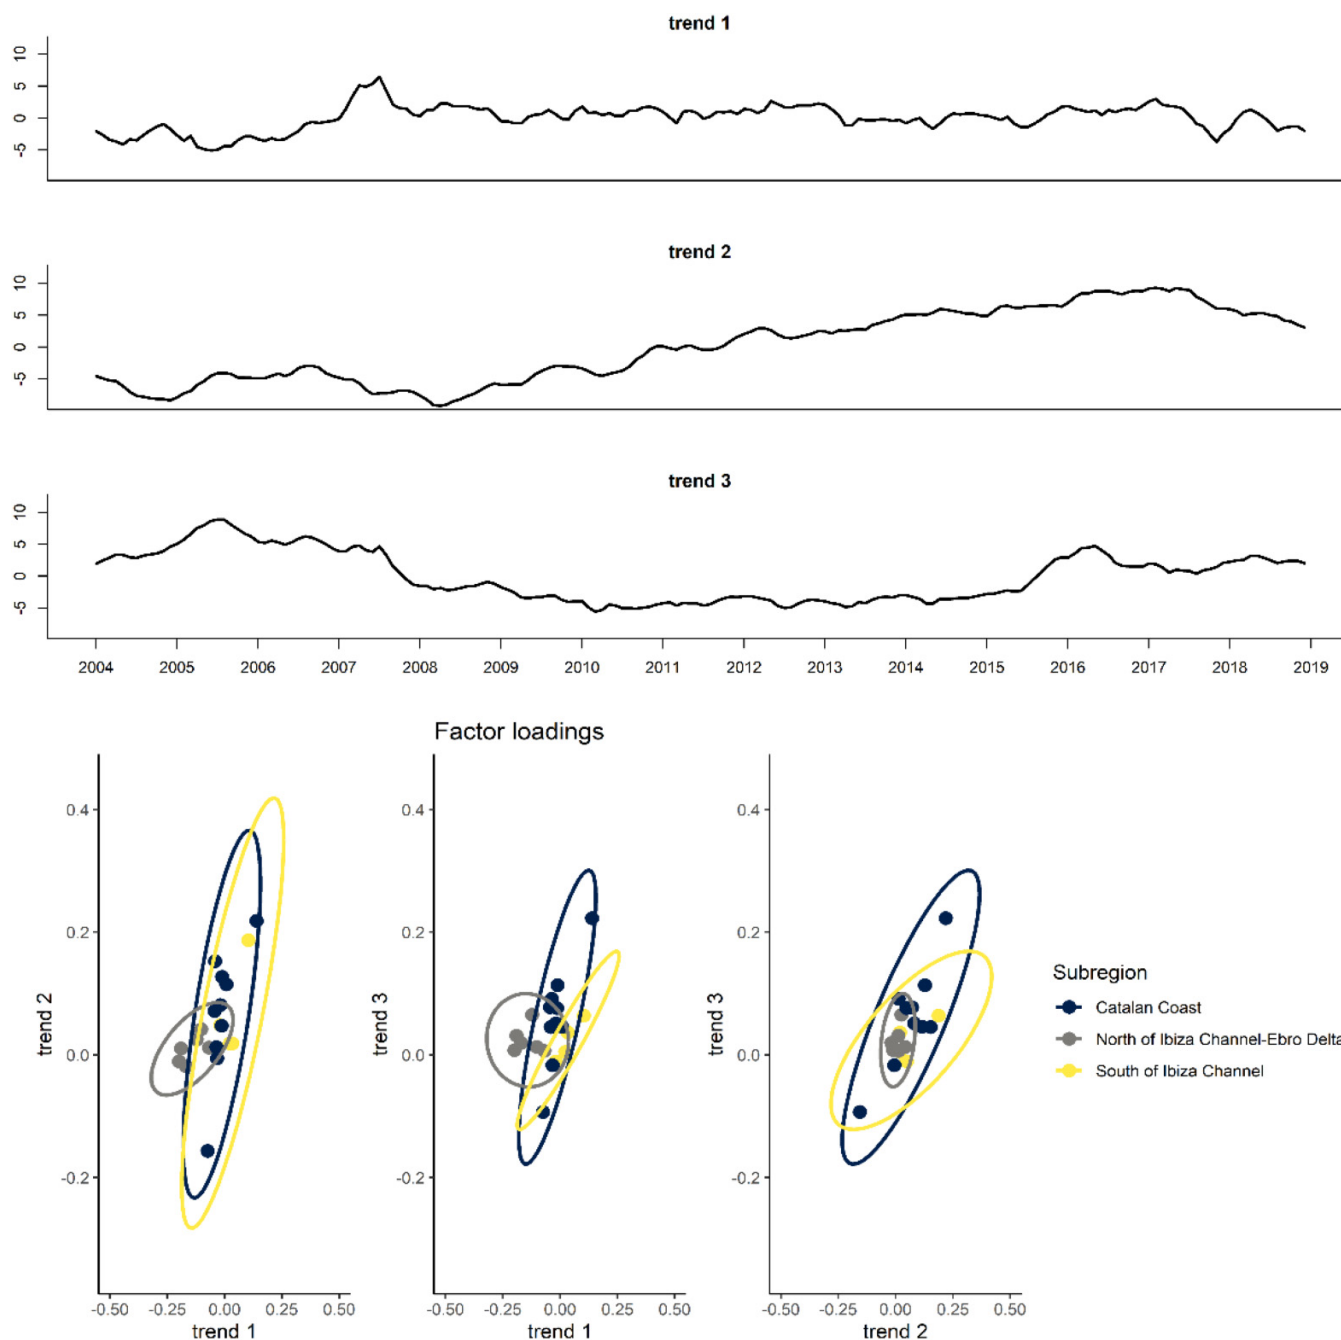 trend 1
10
5
0
-5
trend 2
10
5
0
-5
trend 3
10
5
0
-5
2004 2005 2006 2007 2008 2009 2010 2011 2012 2013 2014 2015 2016 2017 2018 2019
Factor loadings
0.4 0.4 0.4
0.2 0.2 0.2
0.0 0.0 0.0
-0.2 -0.2 -0.2
trend 2 trend 3 trend 3
-0.50 -0.25 0.00 0.25 0.50 -0.50 -0.25 0.00 0.25 0.50 -0.50 -0.25 0.00 0.25 0.50
trend 1 trend 1 trend 2
Subregion
Catalan Coast
North of Ibiza Channel-Ebro Delta
South of Ibiza Channel